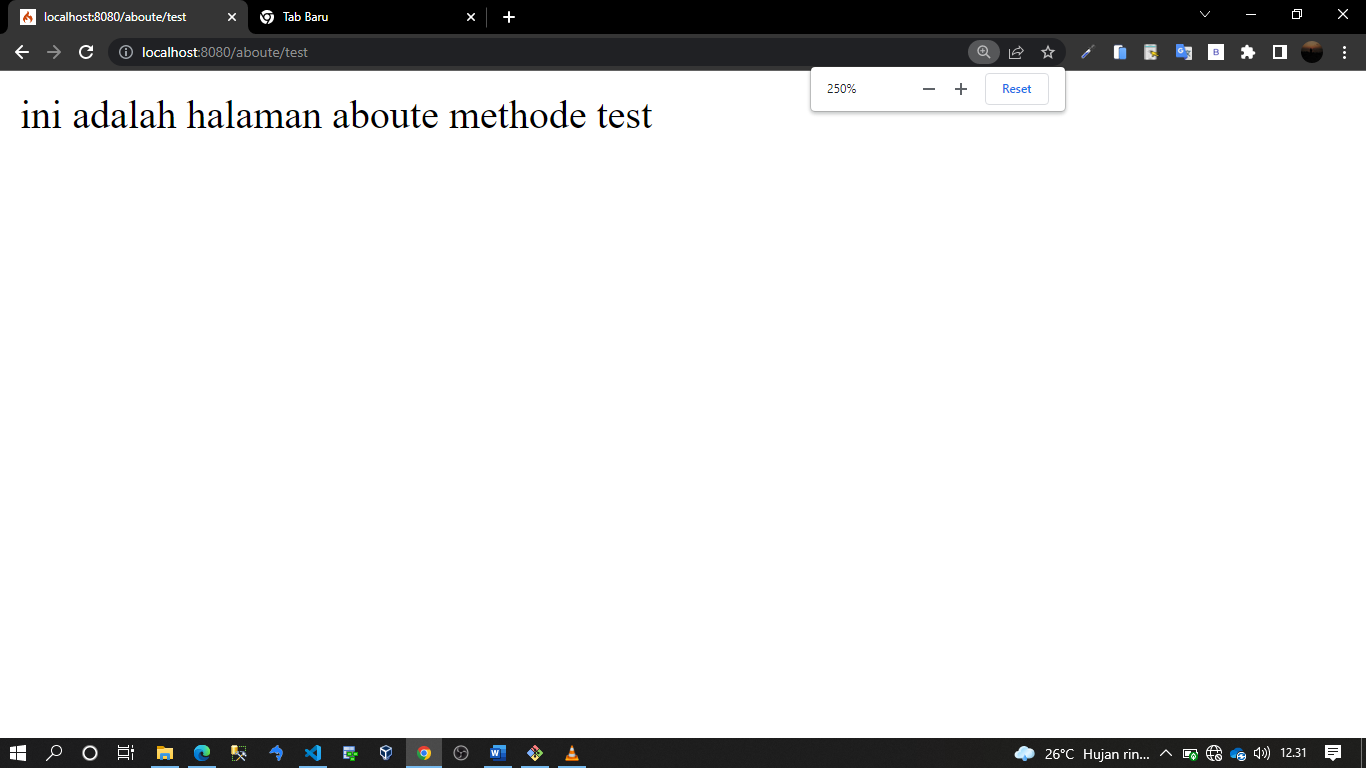 localhost:8080/aboute/test
Tab Baru
localhost:8080/aboute/test
250%
Reset
ini adalah halaman aboute methode test
26°C Hujan rin...
12.31